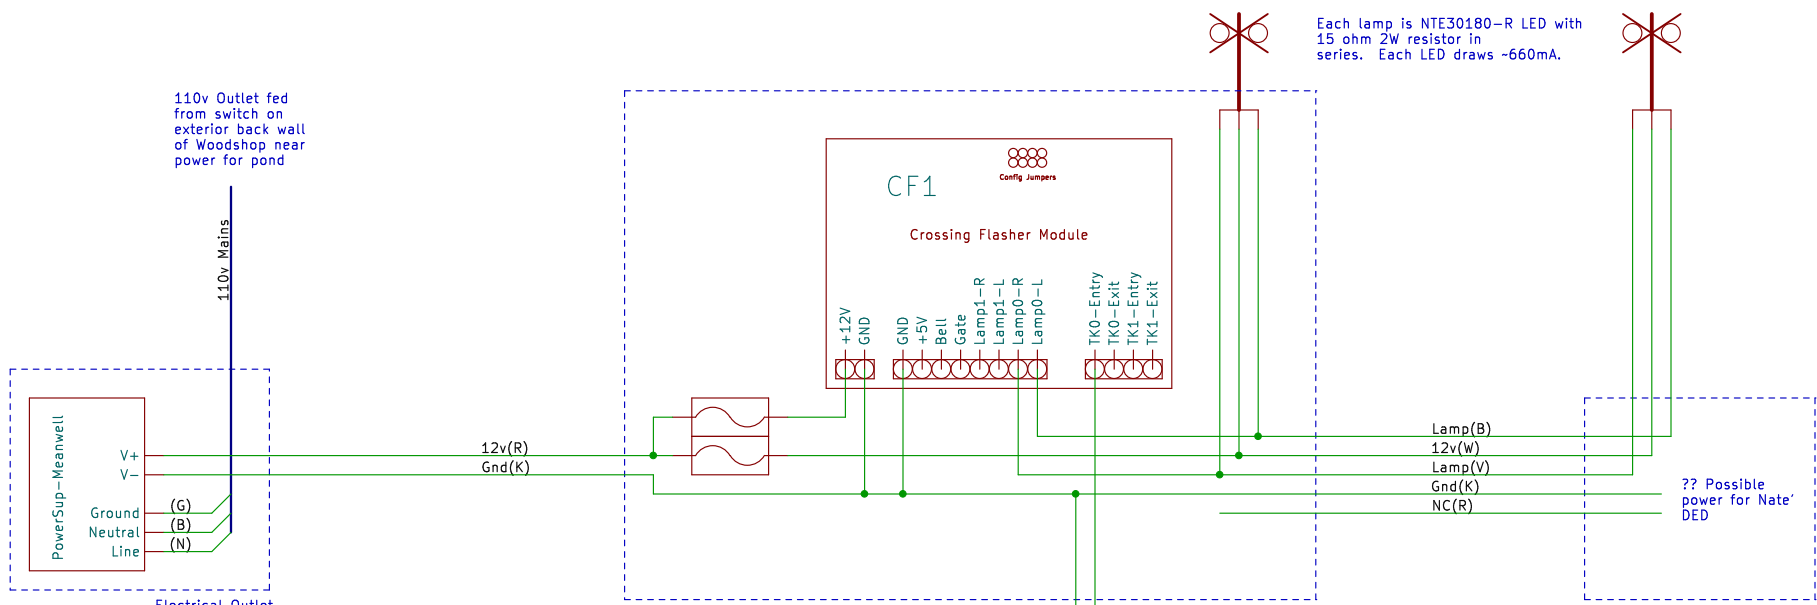 Each lamp is NTE30180-R LED with
15 ohm 2W resistor in
series. Each LED draws ~660mA.
110v Outlet fed
from switch on
exterior back wall
of Woodshop near
power for pond
110v Mains
Config Jumpers
CF1
Crossing Flasher Module
+12V
GND
GND
+5V
Bell
Gate
Lamp1-R
Lamp1-L
Lamp0-R
Lamp0-L
TK0-Entry
TK0-Exit
TK1-Entry
TK1-Exit
PowerSup-Meanwell
V+
V-
Ground
Neutral
Line
(G)
(B)
(N)
12v(R)
Gnd(K)
Lamp(B)
12v(W)
Lamp(V)
Gnd(K)
NC(R)
?? Possible
power for Nate'
DED
Electrical Outlet